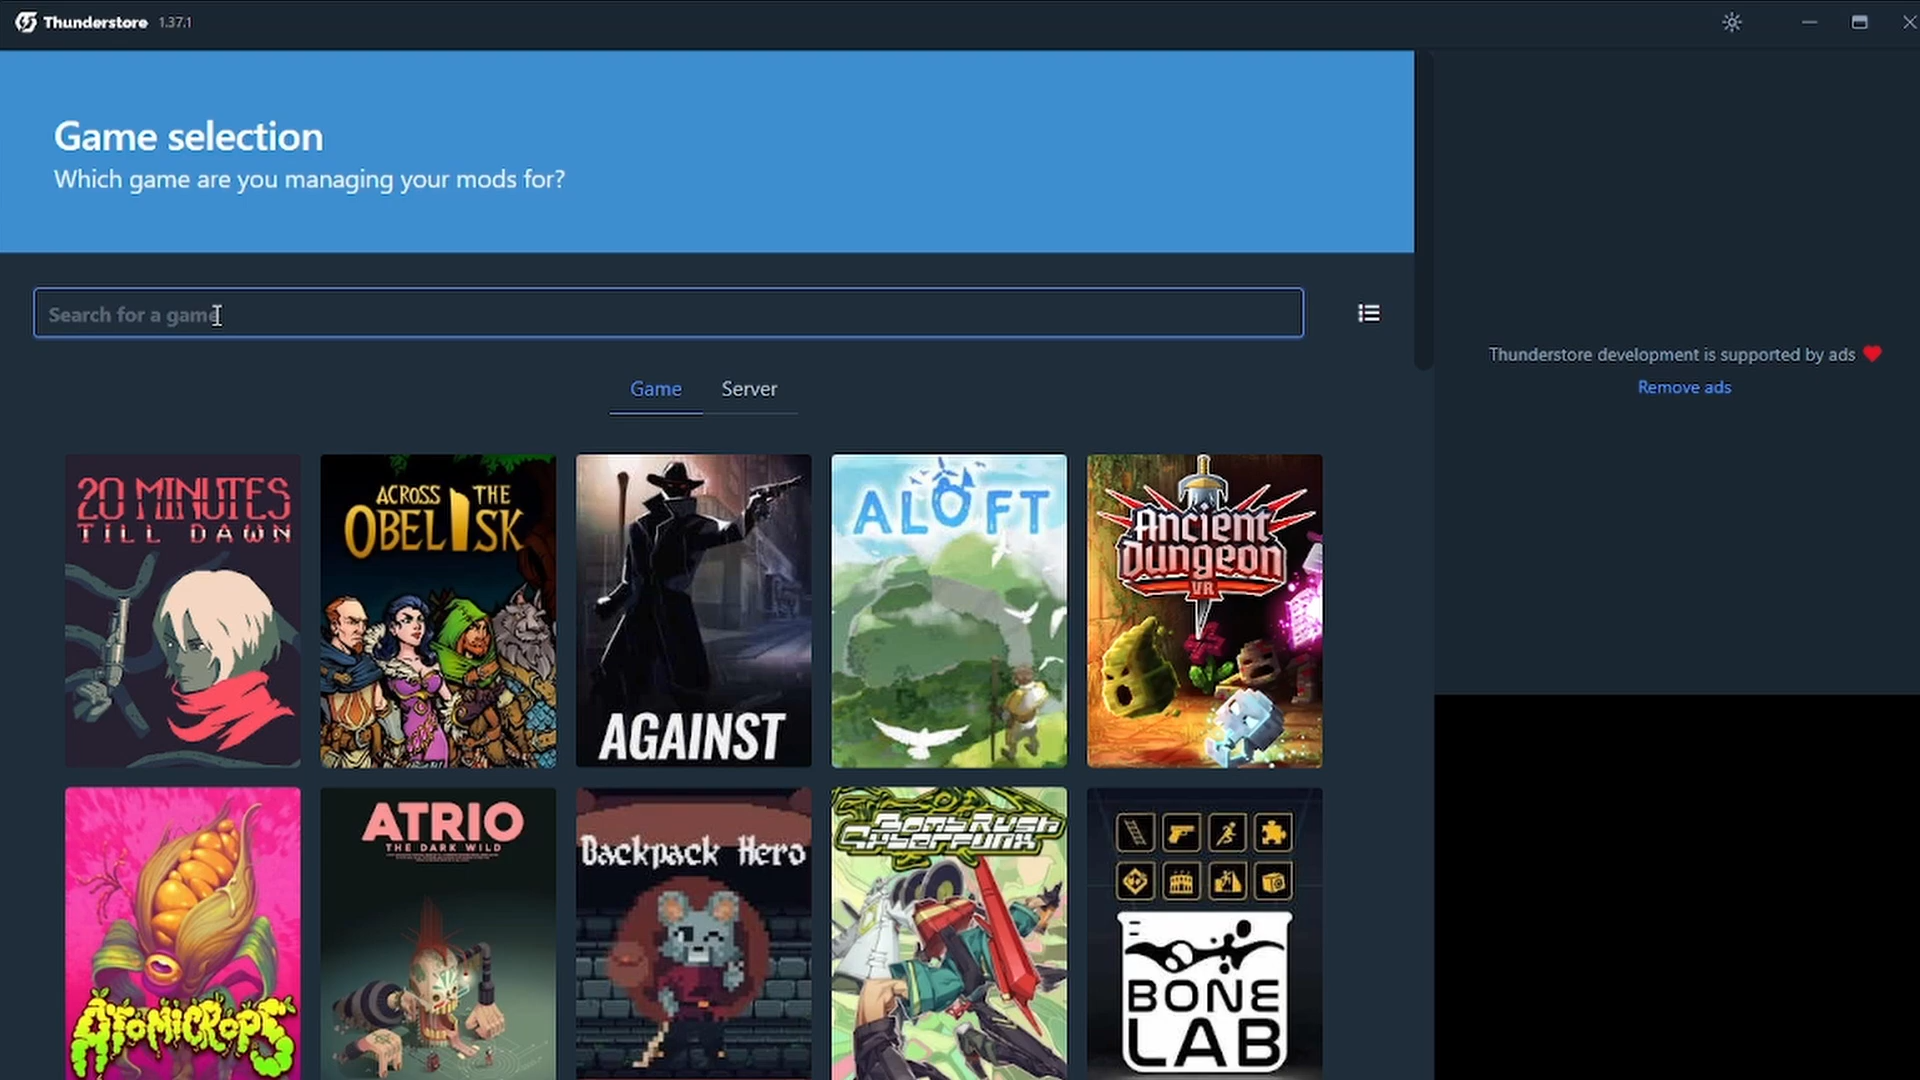 Thunderstore 1.37.1
Game selection
Which game are you managing your mods for?
Search for a game
Thunderstore development is supported by ads
Remove ads
Game Server
20 MINUTES
TILL DAWN
ACROSS THE
OBELISK
AGAINST
ALOFT
Ancient
Dungeon
VR
ATOMICROPS
ATRIO
THE DARK WILD
Backpack Hero
BOMB RUSH
CYBERFUNK
BONE
LAB